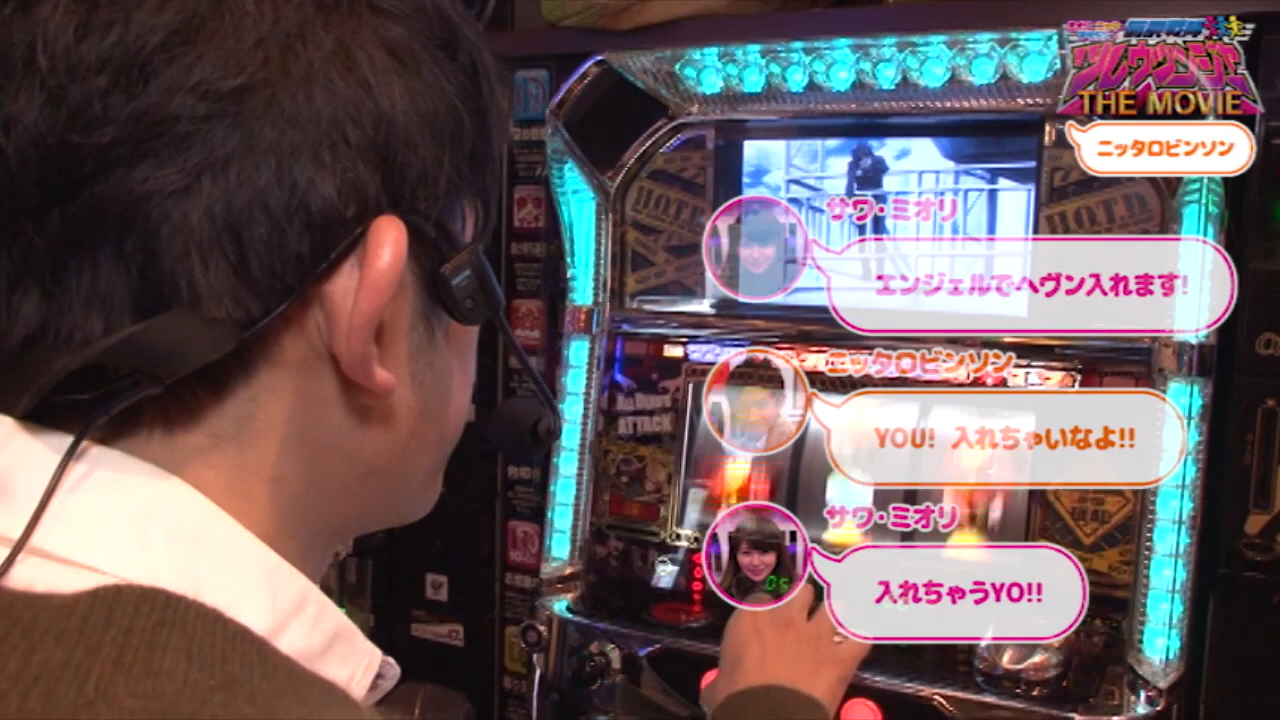 THE MOVIE
ニッタロビンソン
H.O.T.D
H.O.T.D
サワ・ミオリ
エンジェルでヘヴン入れます!
ニッタロビンソン
YOU! 入れちゃいなよ!!
ATTACK
サワ・ミオリ
入れちゃうYO!!